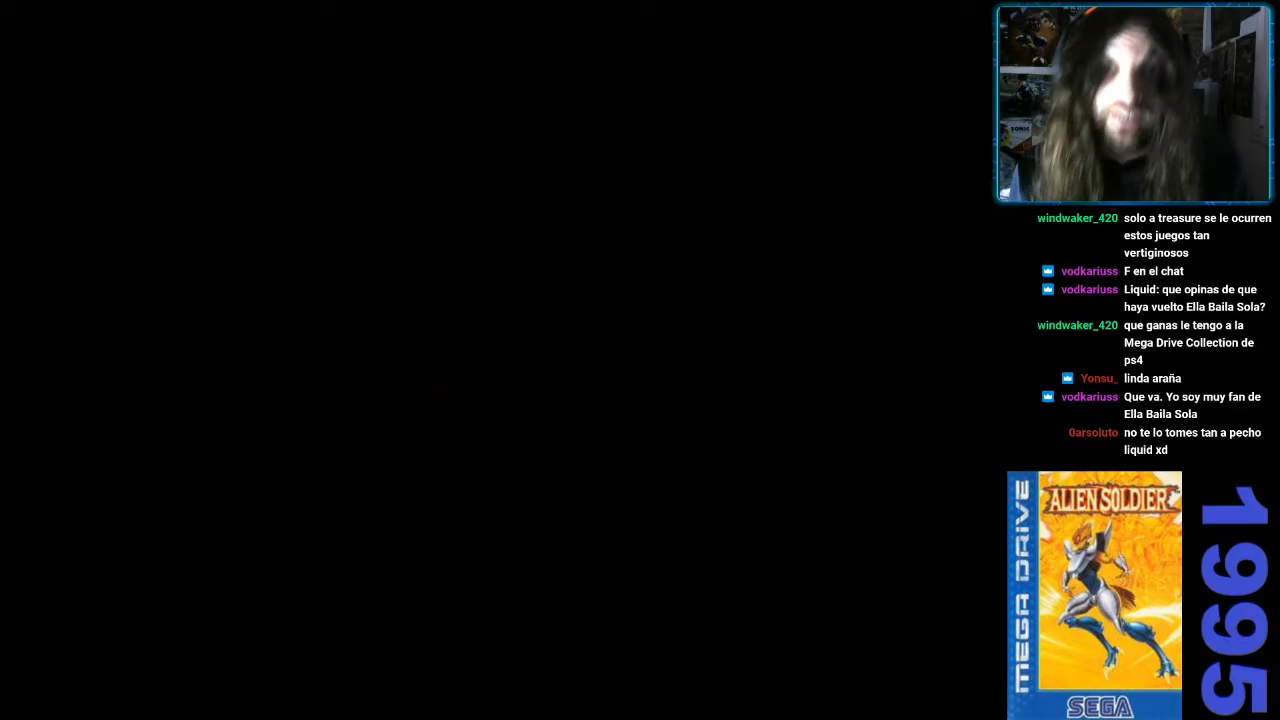 SONIC
windwaker_420 solo a treasure se le ocurren
estos juegos tan
vertiginosos
vodkariuss F en el chat
vodkariuss Liquid: que opinas de que
haya vuelto Ella Baila Sola?
windwaker_420 que ganas le tengo a la
Mega Drive Collection de
ps4
Yonsu_ linda araña
vodkariuss Que va. Yo soy muy fan de
Ella Baila Sola
0arsoluto no te lo tomes tan a pecho
liquid xd
ALIEN SOLDIER
MEGA DRIVE
SEGA
1995